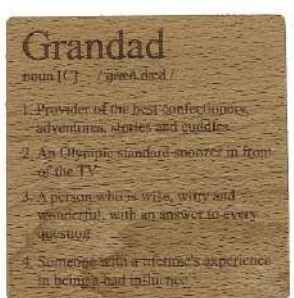 Grandad
noun [C] /ˈɡræn.dæd/
1. Provider of the best confectionery,
adventures, stories and cuddles.
2. An Olympic standard snoozer in front
of the TV
3. A person who is wise, witty and
wonderful, with an answer to every
question
4. Someone with a lifetime's experience
in being a bad influence